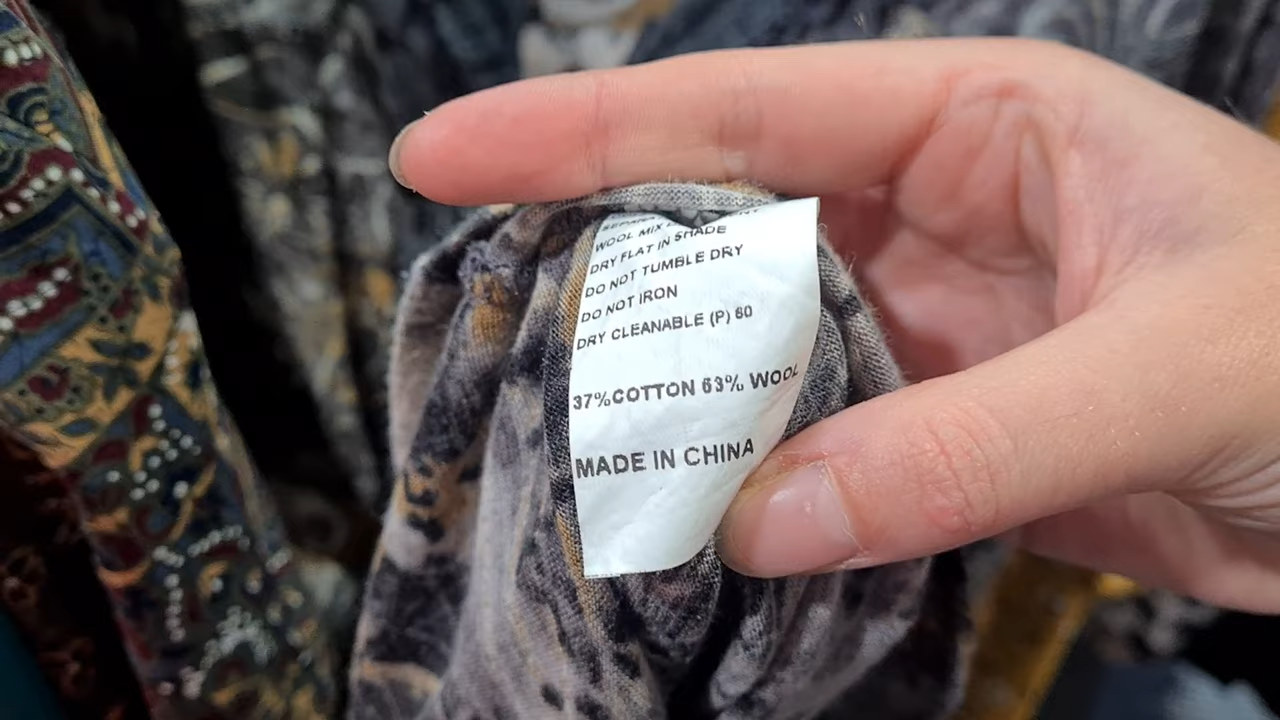 WOOL MIX
DRY FLAT IN SHADE
DO NOT TUMBLE DRY
DO NOT IRON
DRY CLEANABLE (P) 60
37%COTTON 63% WOOL
MADE IN CHINA